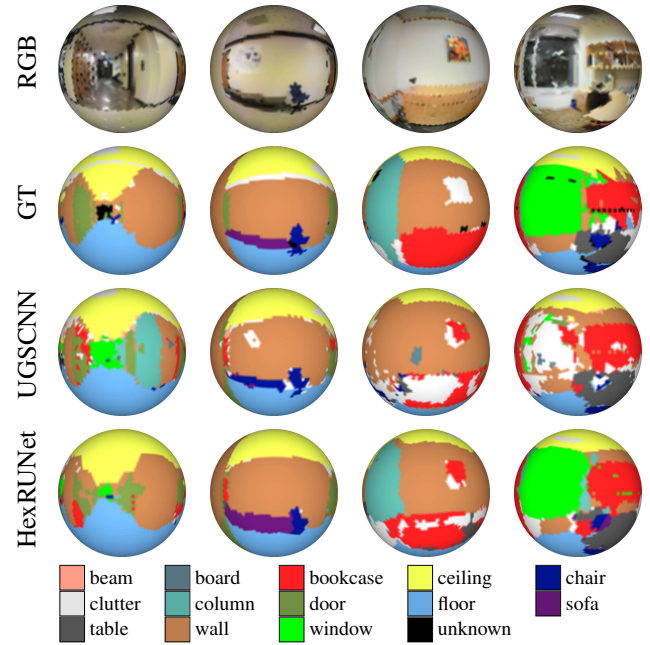 RGB
GT
UGSCNN
HexRUNet
beam board bookcase ceiling chair
clutter column door floor sofa
table wall window unknown